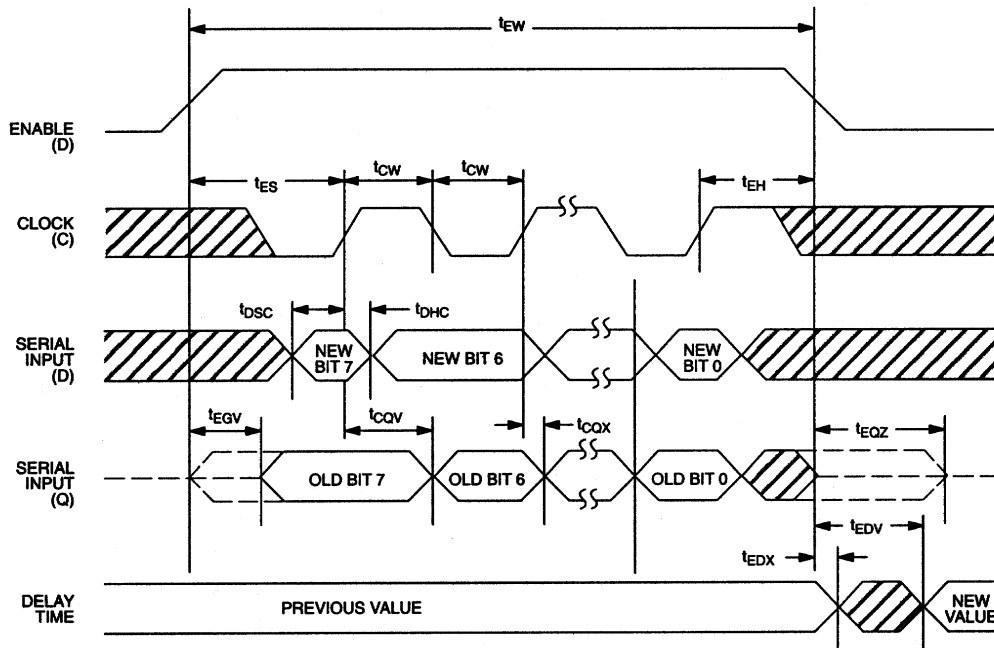 tEW
ENABLE
(D)
tES
tCW
tCW
tEH
CLOCK
(C)
tDSC
tDHC
SERIAL
INPUT
(D)
NEW
BIT 7
NEW BIT 6
NEW
BIT 0
tEGV
tCQV
tCQX
tEQZ
SERIAL
INPUT
(Q)
OLD BIT 7
OLD BIT 6
OLD BIT 0
tEDV
tEDX
DELAY
TIME
PREVIOUS VALUE
NEW
VALUE